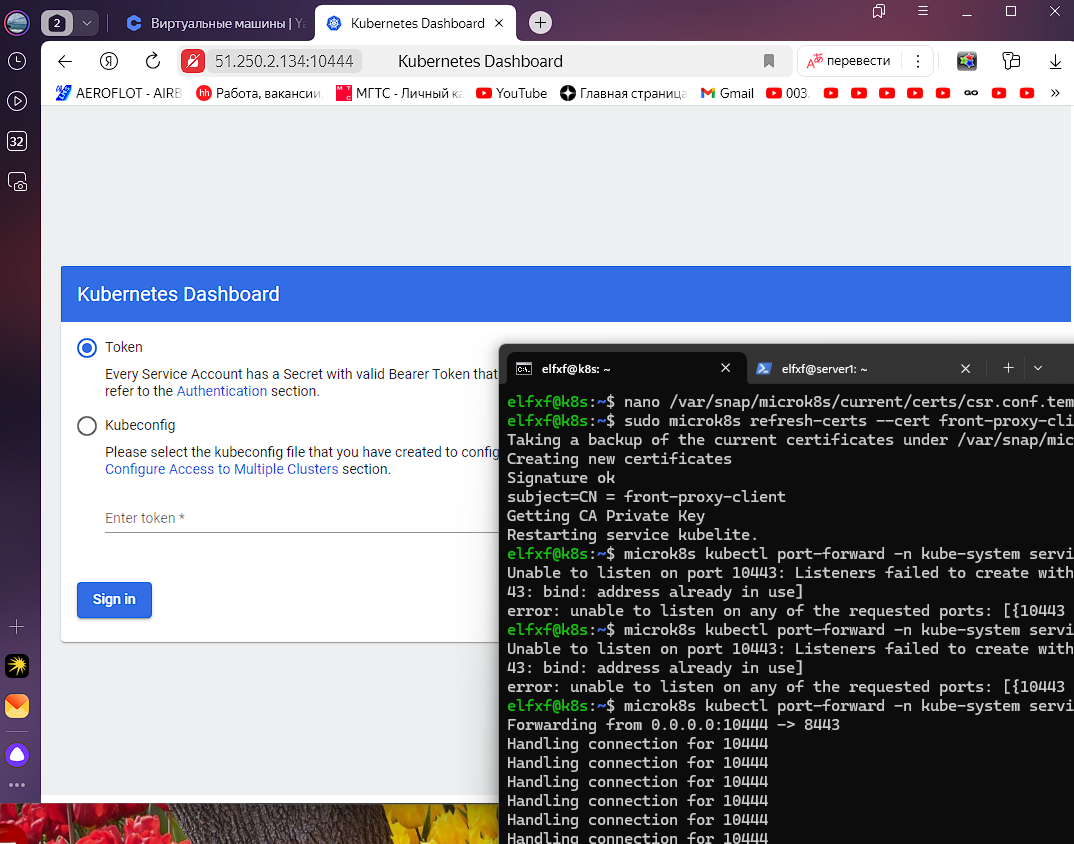 2
Виртуальные машины | Y
Kubernetes Dashboard
Я
51.250.2.134:10444
Kubernetes Dashboard
перевести
AEROFLOT - AIRB
hh
Работа, вакансии
МТС
МГТС - Личный ка
YouTube
Главная страница
Gmail
003.
GO
32
Kubernetes Dashboard
Token
Every Service Account has a Secret with valid Bearer Token that
refer to the Authentication section.
Kubeconfig
Please select the kubeconfig file that you have created to config
Configure Access to Multiple Clusters section.
Enter token *
Sign in
elfxf@k8s: ~
elfxf@server1: ~
elfxf@k8s:~$ nano /var/snap/microk8s/current/certs/csr.conf.tem
elfxf@k8s:~$ sudo microk8s refresh-certs --cert front-proxy-cli
Taking a backup of the current certificates under /var/snap/mic
Creating new certificates
Signature ok
subject=CN = front-proxy-client
Getting CA Private Key
Restarting service kubelite.
elfxf@k8s:~$ microk8s kubectl port-forward -n kube-system servi
Unable to listen on port 10443: Listeners failed to create with
43: bind: address already in use]
error: unable to listen on any of the requested ports: [{10443
elfxf@k8s:~$ microk8s kubectl port-forward -n kube-system servi
Unable to listen on port 10443: Listeners failed to create with
43: bind: address already in use]
error: unable to listen on any of the requested ports: [{10443
elfxf@k8s:~$ microk8s kubectl port-forward -n kube-system servi
Forwarding from 0.0.0.0:10444 -> 8443
Handling connection for 10444
Handling connection for 10444
Handling connection for 10444
Handling connection for 10444
Handling connection for 10444
Handling connection for 10444